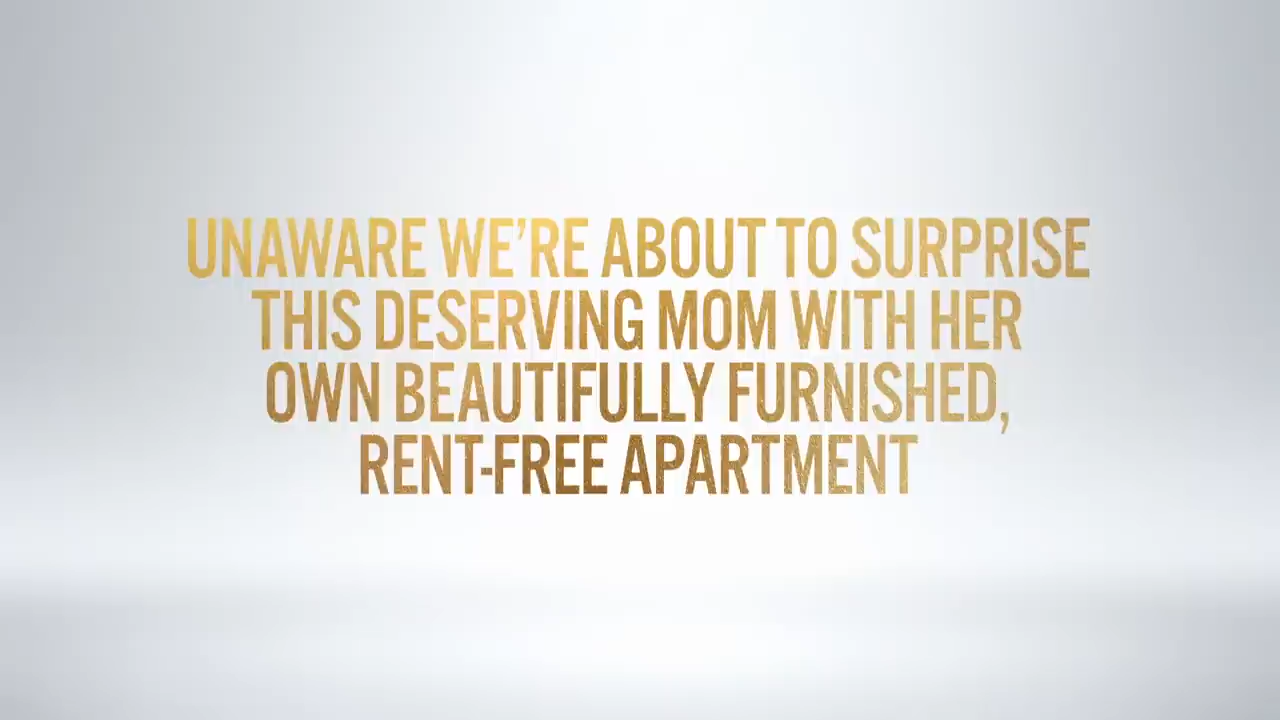 UNAWARE WE'RE ABOUT TO SURPRISE
THIS DESERVING MOM WITH HER
OWN BEAUTIFULLY FURNISHED,
RENT-FREE APARTMENT